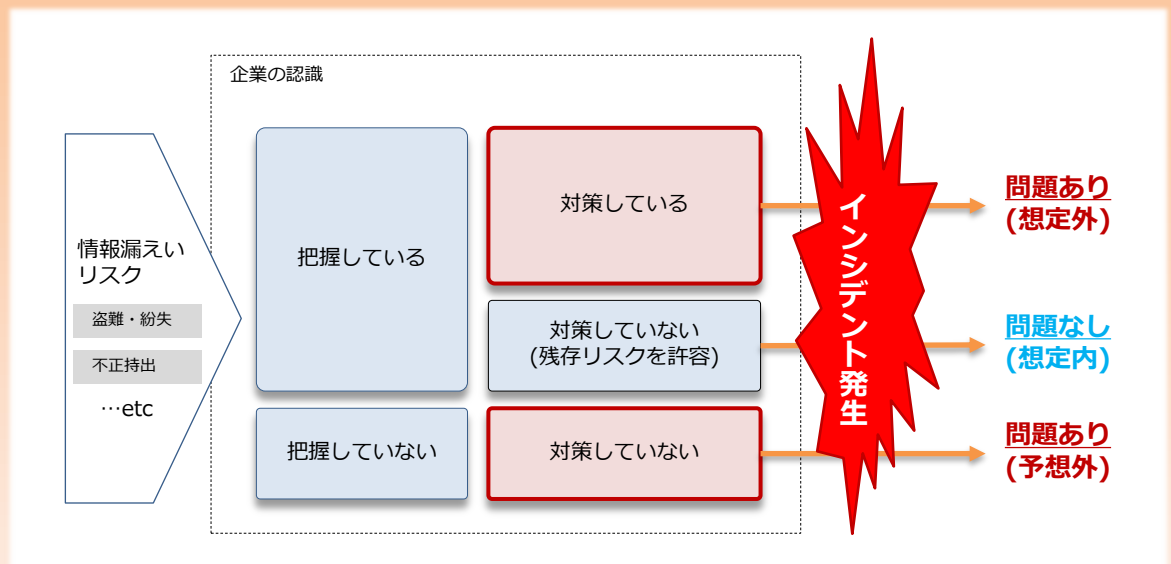 企業の認識
情報漏えい
リスク
盗難・紛失
不正持出
…etc
把握している
対策している
対策していない
(残存リスクを許容)
把握していない
対策していない
インシデント発生
問題あり
(想定外)
問題なし
(想定内)
問題あり
(予想外)